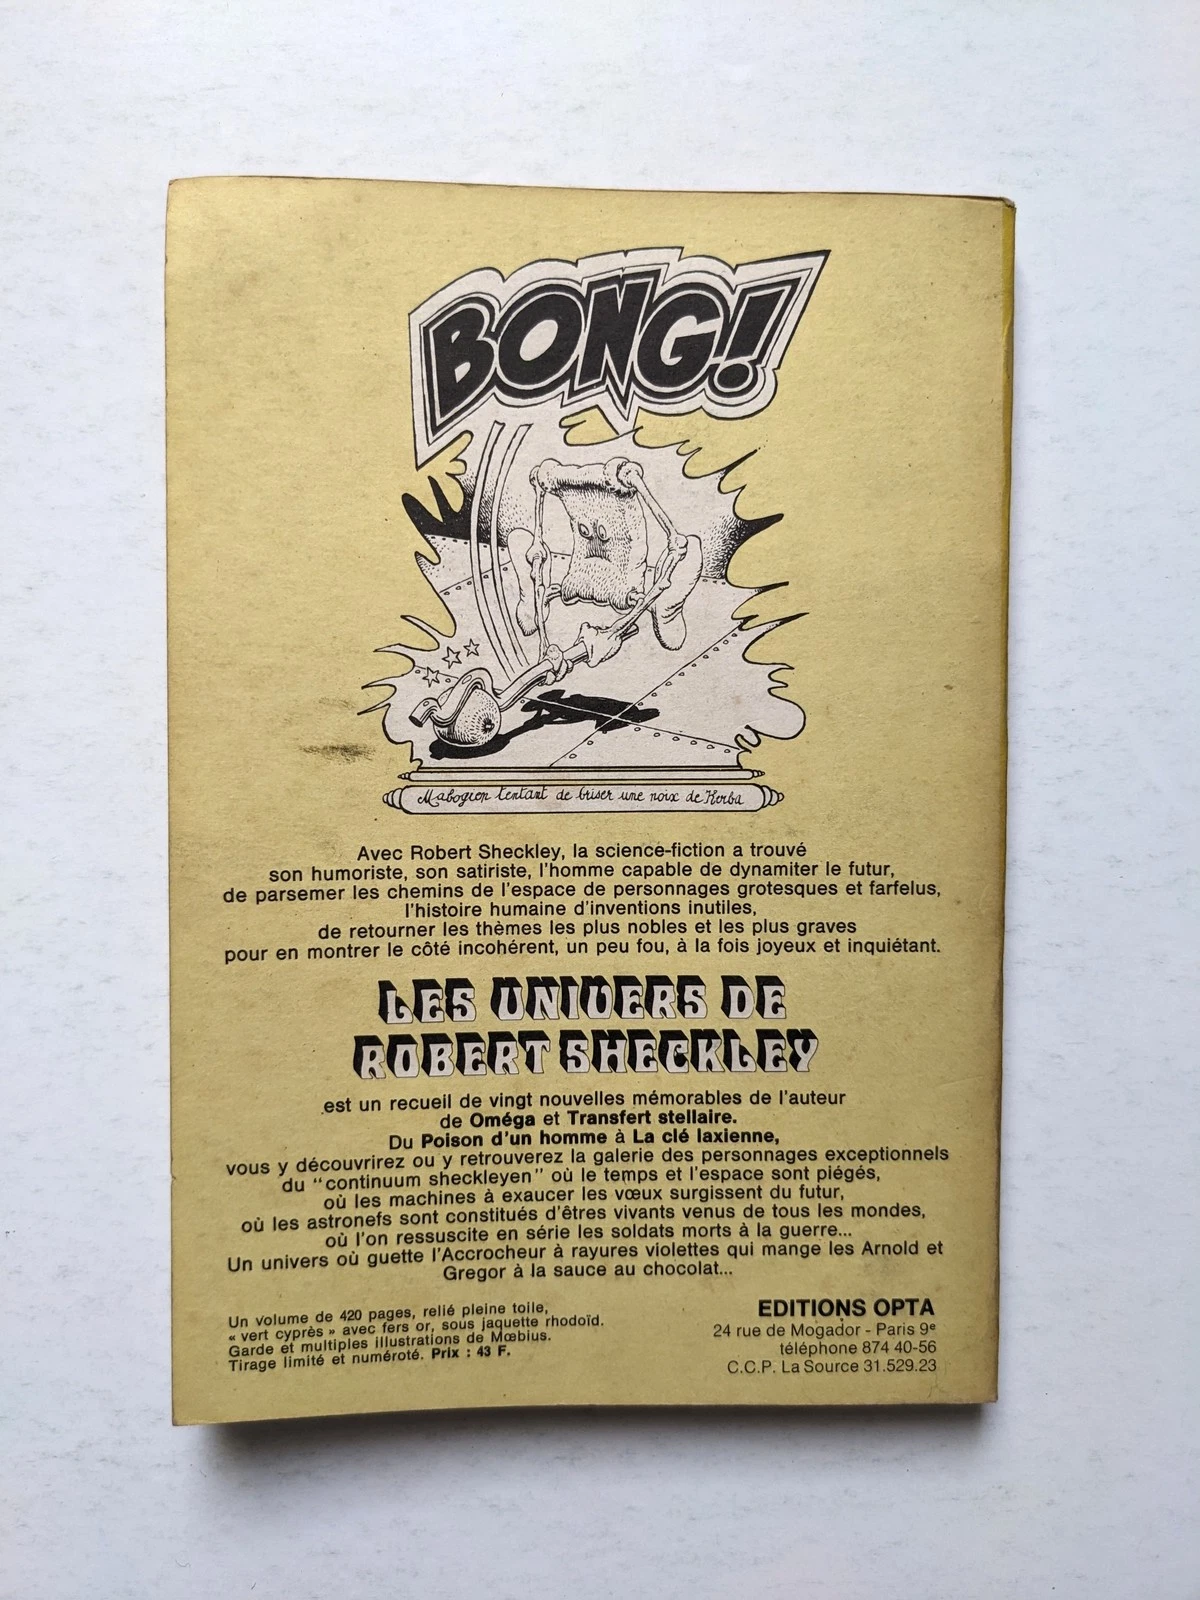 BONG!
Mabogien tentant de briser une noix de Kerba
Avec Robert Sheckley, la science-fiction a trouvé
son humoriste, son satiriste, l'homme capable de dynamiter le futur,
de parsemer les chemins de l'espace de personnages grotesques et farfelus,
l'histoire humaine d'inventions inutiles,
de retourner les thèmes les plus nobles et les plus graves
pour en montrer le côté incohérent, un peu fou, à la fois joyeux et inquiétant.
LES UNIVERS DE
ROBERT SHECKLEY
est un recueil de vingt nouvelles mémorables de l'auteur
de Oméga et Transfert stellaire.
Du Poison d'un homme à La clé laxienne,
vous y découvrirez ou y retrouverez la galerie des personnages exceptionnels
du "continuum sheckleyen" où le temps et l'espace sont piégés,
où les machines à exaucer les vœux surgissent du futur,
où les astronefs sont constitués d'êtres vivants venus de tous les mondes,
où l'on ressuscite en série les soldats morts à la guerre...
Un univers où guette l'Accrocheur à rayures violettes qui mange les Arnold et
Gregor à la sauce au chocolat...
Un volume de 420 pages, relié pleine toile,
« vert cyprès » avec fers or, sous jaquette rhodoïd.
Garde et multiples illustrations de Mœbius.
Tirage limité et numéroté. Prix : 43 F.
EDITIONS OPTA
24 rue de Mogador - Paris 9e
téléphone 874 40-56
C.C.P. La Source 31.529.23